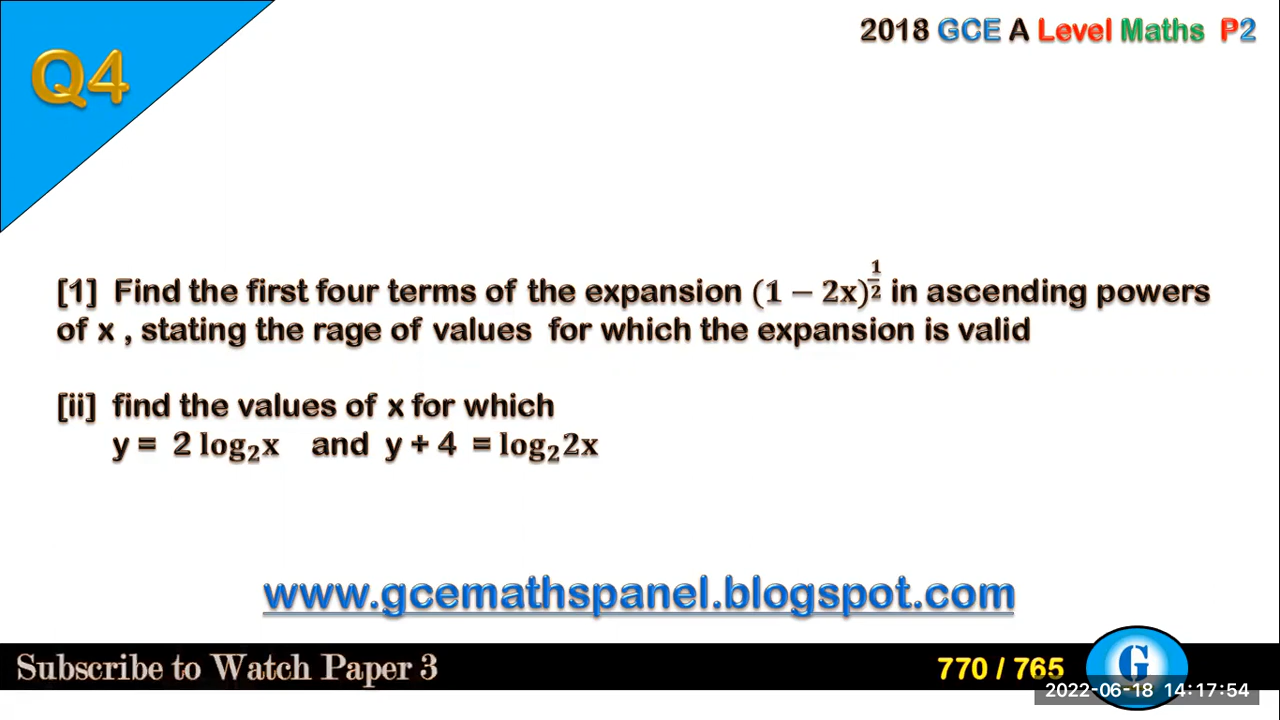 Q4
2018 GCE A Level Maths P2
[1] Find the first four terms of the expansion (1 − 2x)^½ in ascending powers
of x , stating the rage of values for which the expansion is valid
[ii] find the values of x for which
y = 2 log₂x and y + 4 = log₂2x
www.gcemathspanel.blogspot.com
Subscribe to Watch Paper 3
770 / 765
G
2022-06-18 14:17:54